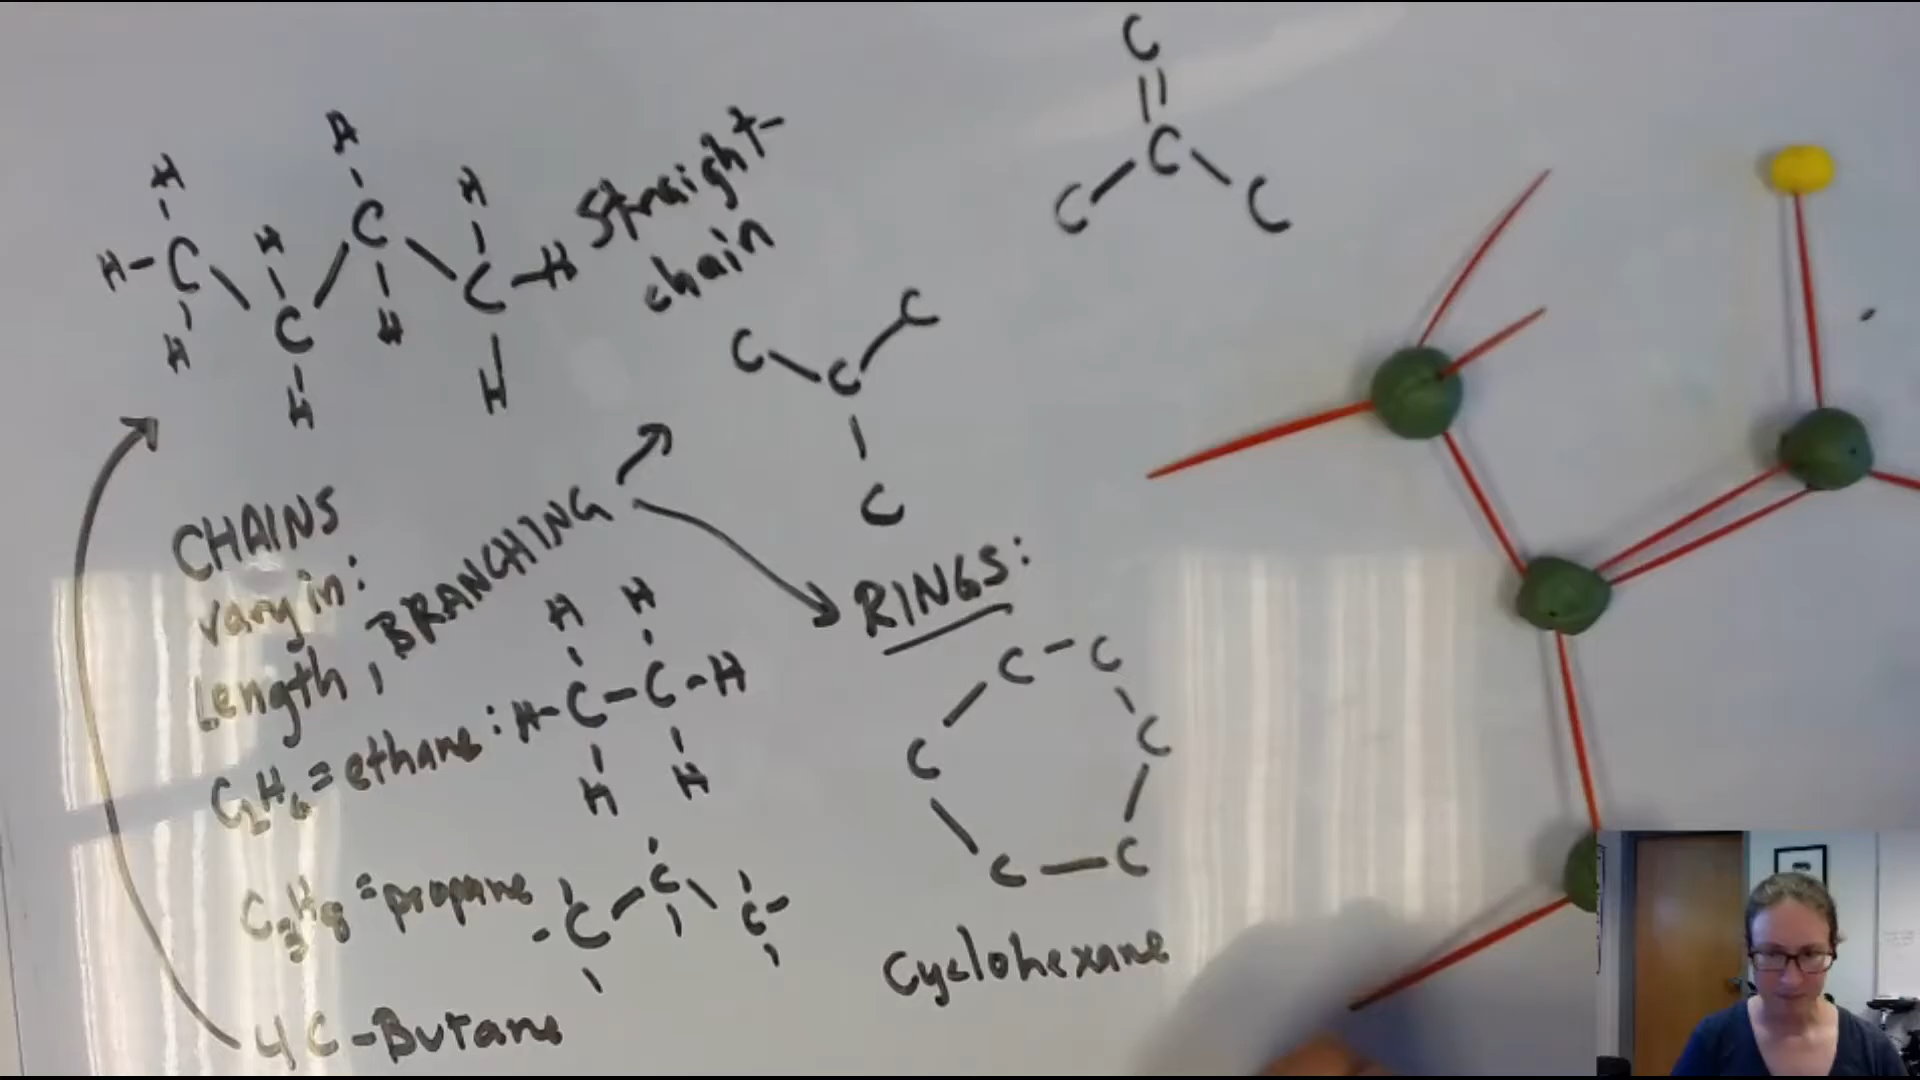 C
||
C
C C
H
H H H
H-C C C C-H
H C H H
H H
Straight-
chain
C C
C
C
CHAINS
vary in:
length, BRANCHING
C2H6 = ethane: H-C-C-H
H H
H H
C3H8 = propane C C C
4C-Butane
RINGS:
C-C
C C
C-C
Cyclohexane